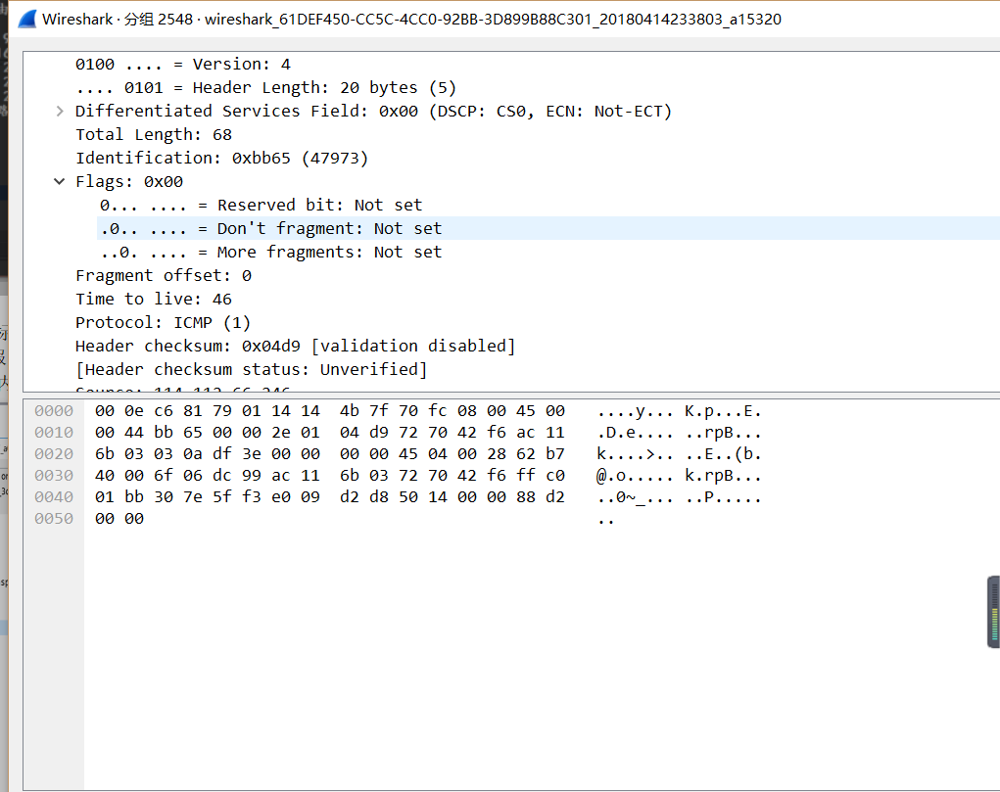 Wireshark · 分组 2548 · wireshark_61DEF450-CC5C-4CC0-92BB-3D899B88C301_20180414233803_a15320
0100 .... = Version: 4
.... 0101 = Header Length: 20 bytes (5)
Differentiated Services Field: 0x00 (DSCP: CS0, ECN: Not-ECT)
Total Length: 68
Identification: 0xbb65 (47973)
Flags: 0x00
0... .... = Reserved bit: Not set
.0.. .... = Don't fragment: Not set
..0. .... = More fragments: Not set
Fragment offset: 0
Time to live: 46
Protocol: ICMP (1)
Header checksum: 0x04d9 [validation disabled]
[Header checksum status: Unverified]
Source: 114.112.66.246
0000 00 0e c6 81 79 01 14 14 4b 7f 70 fc 08 00 45 00 ....y... K.p...E.
0010 00 44 bb 65 00 00 2e 01 04 d9 72 70 42 f6 ac 11 .D.e.... ..rpB...
0020 6b 03 03 0a df 3e 00 00 00 00 45 04 00 28 62 b7 k....>.. ..E..(b.
0030 40 00 6f 06 dc 99 ac 11 6b 03 72 70 42 f6 ff c0 @.o..... k.rpB...
0040 01 bb 30 7e 5f f3 e0 09 d2 d8 50 14 00 00 88 d2 ..0~_... ..P.....
0050 00 00 ..